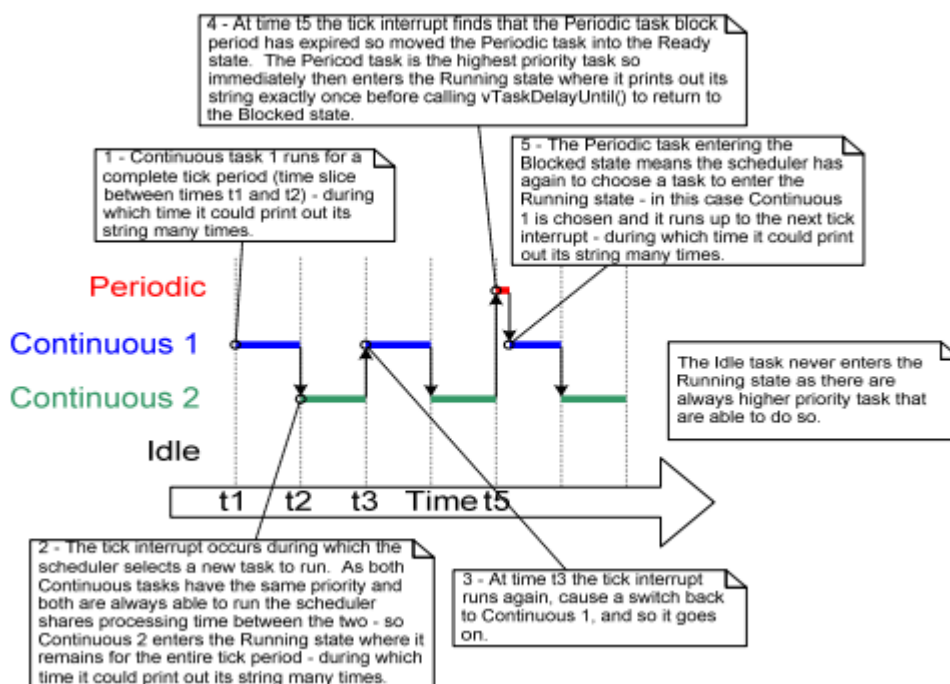 4 - At time t5 the tick interrupt finds that the Periodic task block
period has expired so moved the Periodic task into the Ready
state. The Pericod task is the highest priority task so
immediately then enters the Running state where it prints out its
string exactly once before calling vTaskDelayUntil() to return to
the Blocked state.
1 - Continuous task 1 runs for a
complete tick period (time slice
between times t1 and t2) - during
which time it could print out its
string many times.
5 - The Periodic task entering the
Blocked state means the scheduler has
again to choose a task to enter the
Running state - in this case Continuous
1 is chosen and it runs up to the next tick
interrupt - during which time it could print
out its string many times.
Periodic
Continuous 1
Continuous 2
Idle
The Idle task never enters the
Running state as there are
always higher priority task that
are able to do so.
t1 t2 t3 Time t5
2 - The tick interrupt occurs during which the
scheduler selects a new task to run. As both
Continuous tasks have the same priority and
both are always able to run the scheduler
shares processing time between the two - so
Continuous 2 enters the Running state where it
remains for the entire tick period - during which
time it could print out its string many times.
3 - At time t3 the tick interrupt
runs again, cause a switch back
to Continuous 1, and so it goes
on.